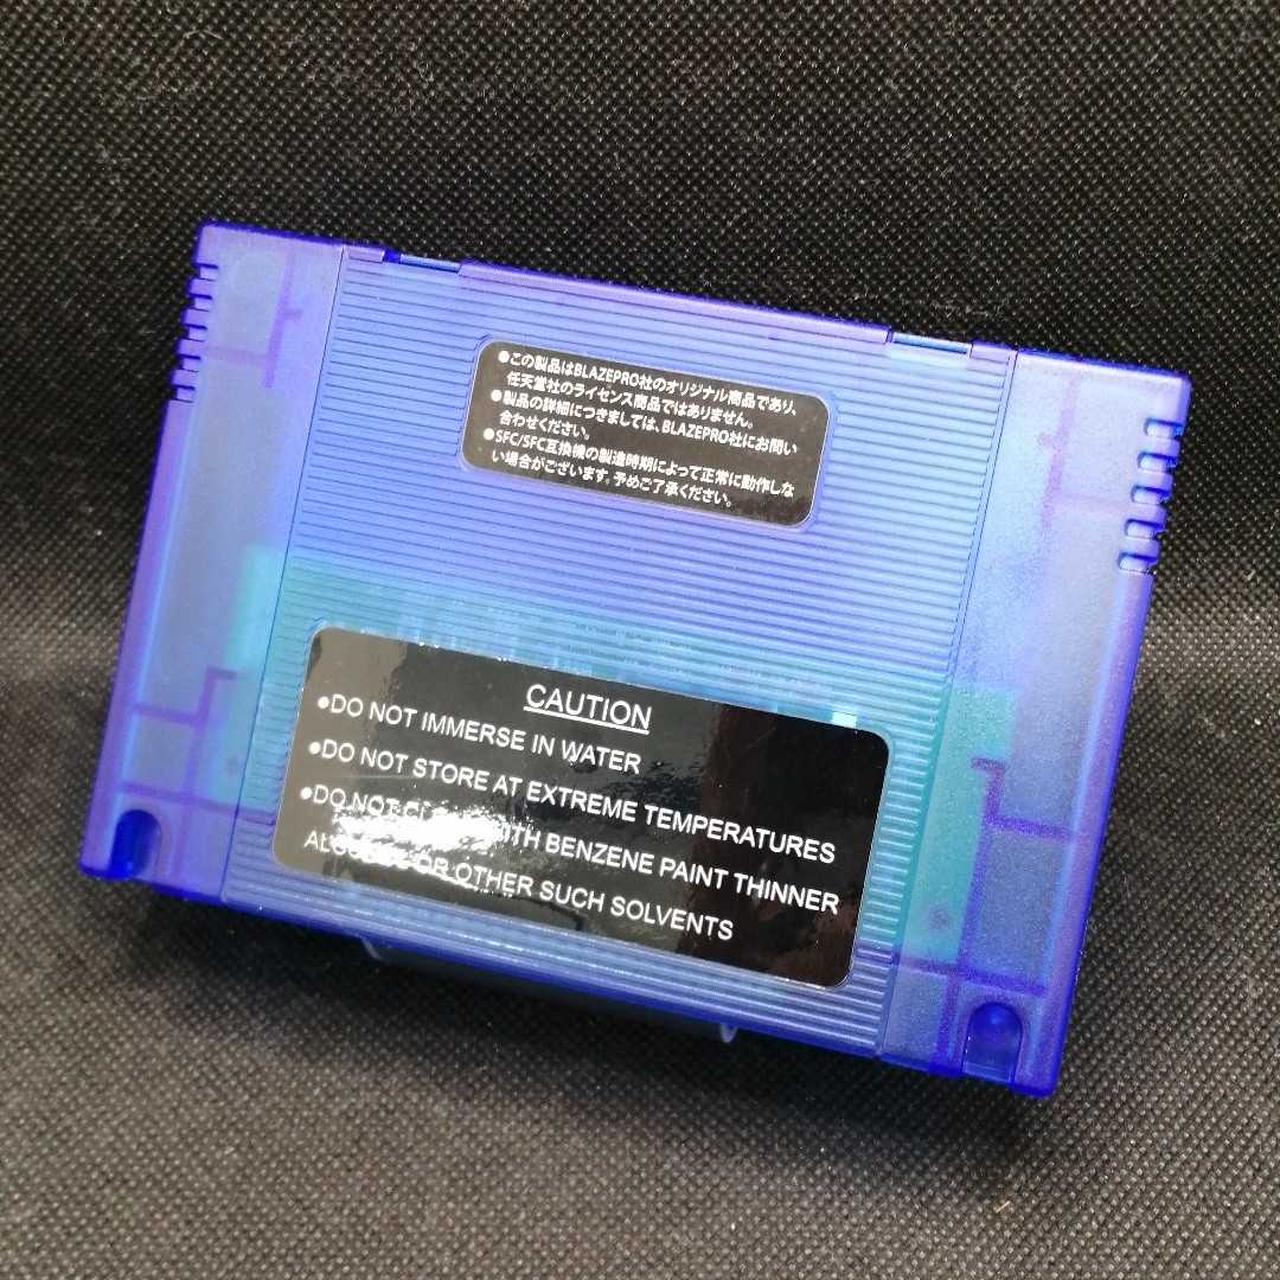 ●この製品はBLAZEPRO社のオリジナル商品であり、
任天堂社のライセンス商品ではありません。
●製品の詳細につきましては、BLAZEPRO社にお問い
合わせください。
●SFC/SFC互換機の製造時期によって正常に動作しな
い場合がございます。予めご了承ください。
CAUTION
●DO NOT IMMERSE IN WATER
●DO NOT STORE AT EXTREME TEMPERATURES
●DO NOT CLEAN WITH BENZENE PAINT THINNER
ALCOHOL OR OTHER SUCH SOLVENTS